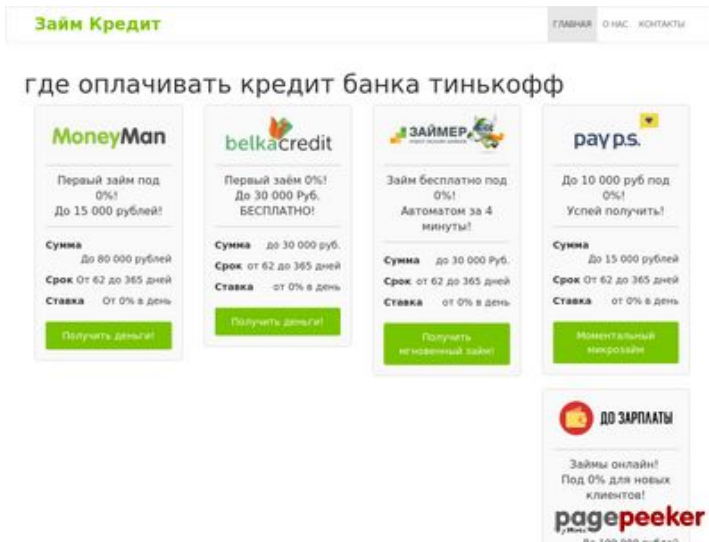 Займ Кредит
ГЛАВНАЯ О НАС КОНТАКТЫ
где оплачивать кредит банка тинькофф
MoneyMan
Первый займ под
0%!
До 15 000 рублей!
Сумма
До 80 000 рублей
Срок От 62 до 365 дней
Ставка От 0% в день
Получить деньги!
belkacredit
Первый заём 0%!
До 30 000 Руб.
БЕСПЛАТНО!
Сумма до 30 000 руб.
Срок от 62 до 365 дней
Ставка от 0% в день
Получить деньги!
ЗАЙМЕР
Займ бесплатно под
0%!
Автоматом за 4
минуты!
Сумма до 30 000 Руб.
Срок от 62 до 365 дней
Ставка от 0% в день
Получить
мгновенный займ!
pay p.s.
До 10 000 руб под
0%!
Успей получить!
Сумма
До 15 000 рублей
Срок От 62 до 365 дней
Ставка от 0% в день
Моментальный
микрозайм
ДО ЗАРПЛАТЫ
Займы онлайн!
Под 0% для новых
клиентов!
pagepeeker
До 100 000 рублей